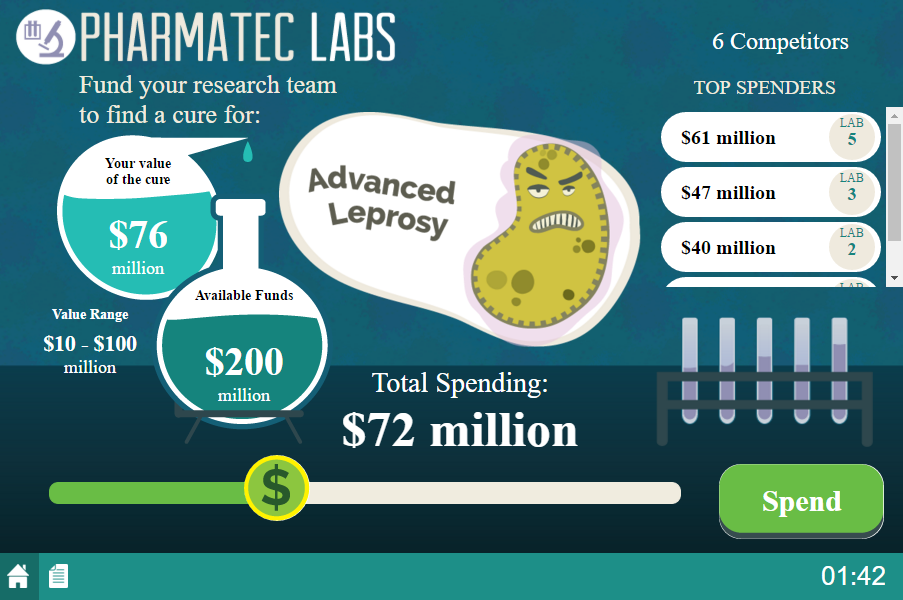 PHARMATEC LABS
Fund your research team
to find a cure for:
6 Competitors
TOP SPENDERS
$61 million
LAB
5
$47 million
LAB
3
$40 million
LAB
2
LAB
Your value
of the cure
$76
million
Advanced
Leprosy
Available Funds
$200
million
Value Range
$10 - $100
million
Total Spending:
$72 million
$
Spend
01:42